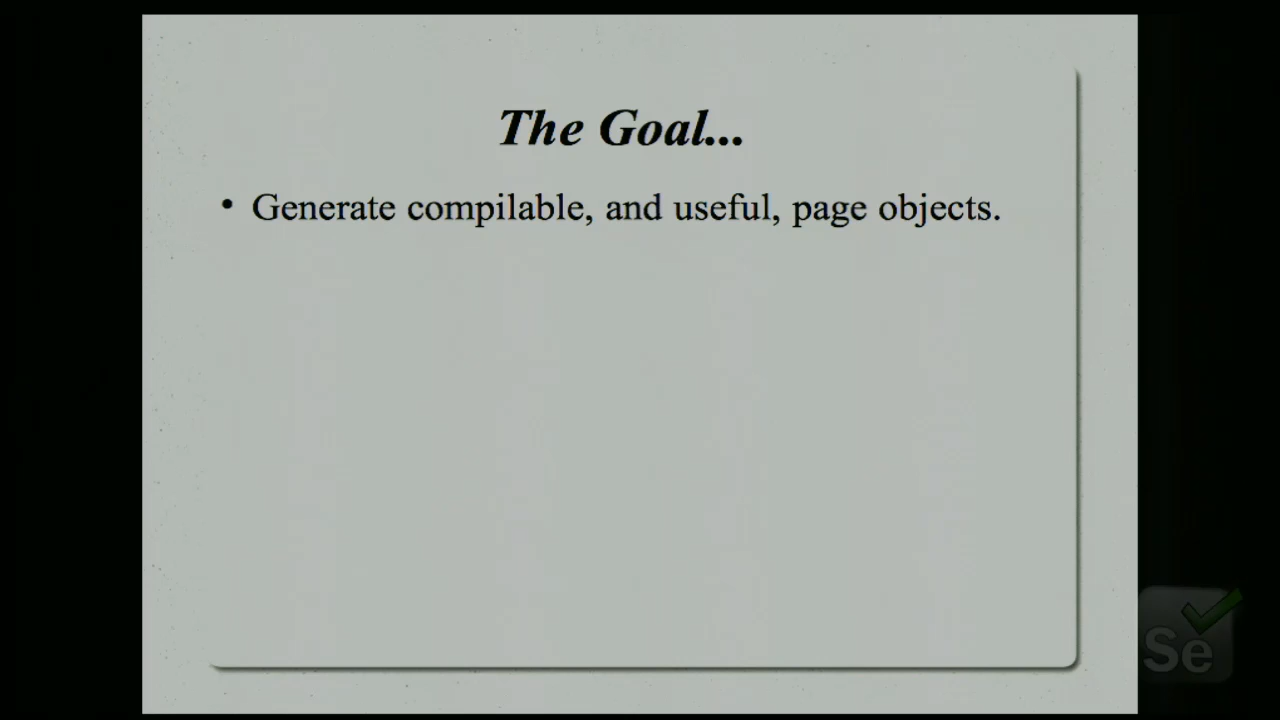 The Goal...
• Generate compilable, and useful, page objects.
Se